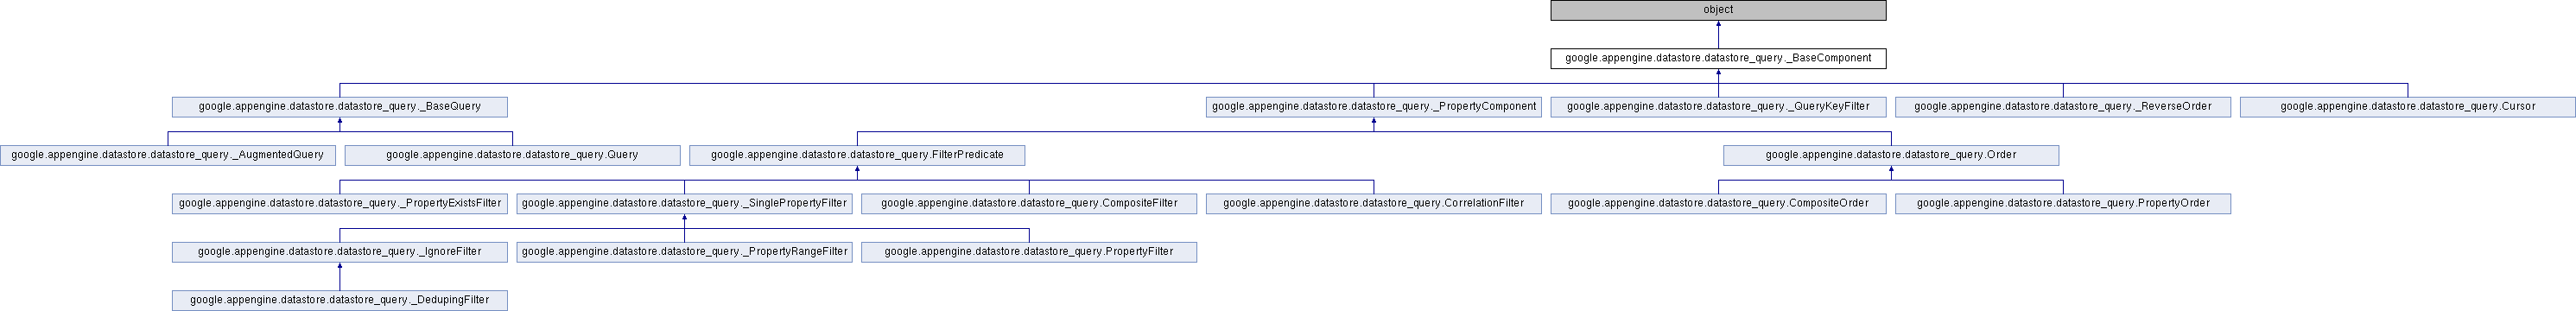 object
google.appengine.datastore.datastore_query._BaseComponent
google.appengine.datastore.datastore_query._BaseQuery
google.appengine.datastore.datastore_query._PropertyComponent
google.appengine.datastore.datastore_query._QueryKeyFilter
google.appengine.datastore.datastore_query._ReverseOrder
google.appengine.datastore.datastore_query.Cursor
google.appengine.datastore.datastore_query._AugmentedQuery
google.appengine.datastore.datastore_query.Query
google.appengine.datastore.datastore_query.FilterPredicate
google.appengine.datastore.datastore_query.Order
google.appengine.datastore.datastore_query._PropertyExistsFilter
google.appengine.datastore.datastore_query._SinglePropertyFilter
google.appengine.datastore.datastore_query.CompositeFilter
google.appengine.datastore.datastore_query.CorrelationFilter
google.appengine.datastore.datastore_query.CompositeOrder
google.appengine.datastore.datastore_query.PropertyOrder
google.appengine.datastore.datastore_query._IgnoreFilter
google.appengine.datastore.datastore_query._PropertyRangeFilter
google.appengine.datastore.datastore_query.PropertyFilter
google.appengine.datastore.datastore_query._DedupingFilter